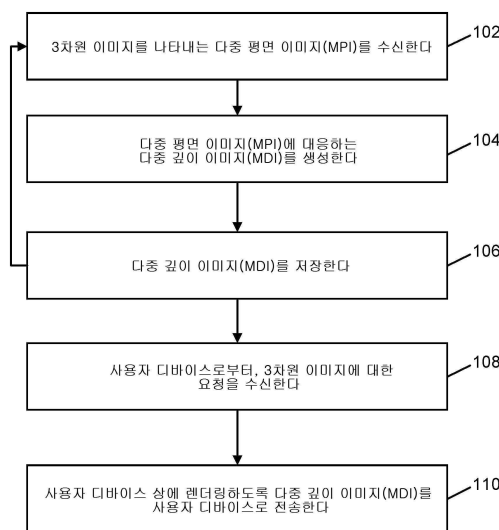 3차원 이미지를 나타내는 다중 평면 이미지(MPI)를 수신한다
102
다중 평면 이미지(MPI)에 대응하는
다중 깊이 이미지(MDI)를 생성한다
104
다중 깊이 이미지(MDI)를 저장한다
106
사용자 디바이스로부터, 3차원 이미지에 대한
요청을 수신한다
108
사용자 디바이스 상에 렌더링하도록 다중 깊이 이미지(MDI)를
사용자 디바이스로 전송한다
110